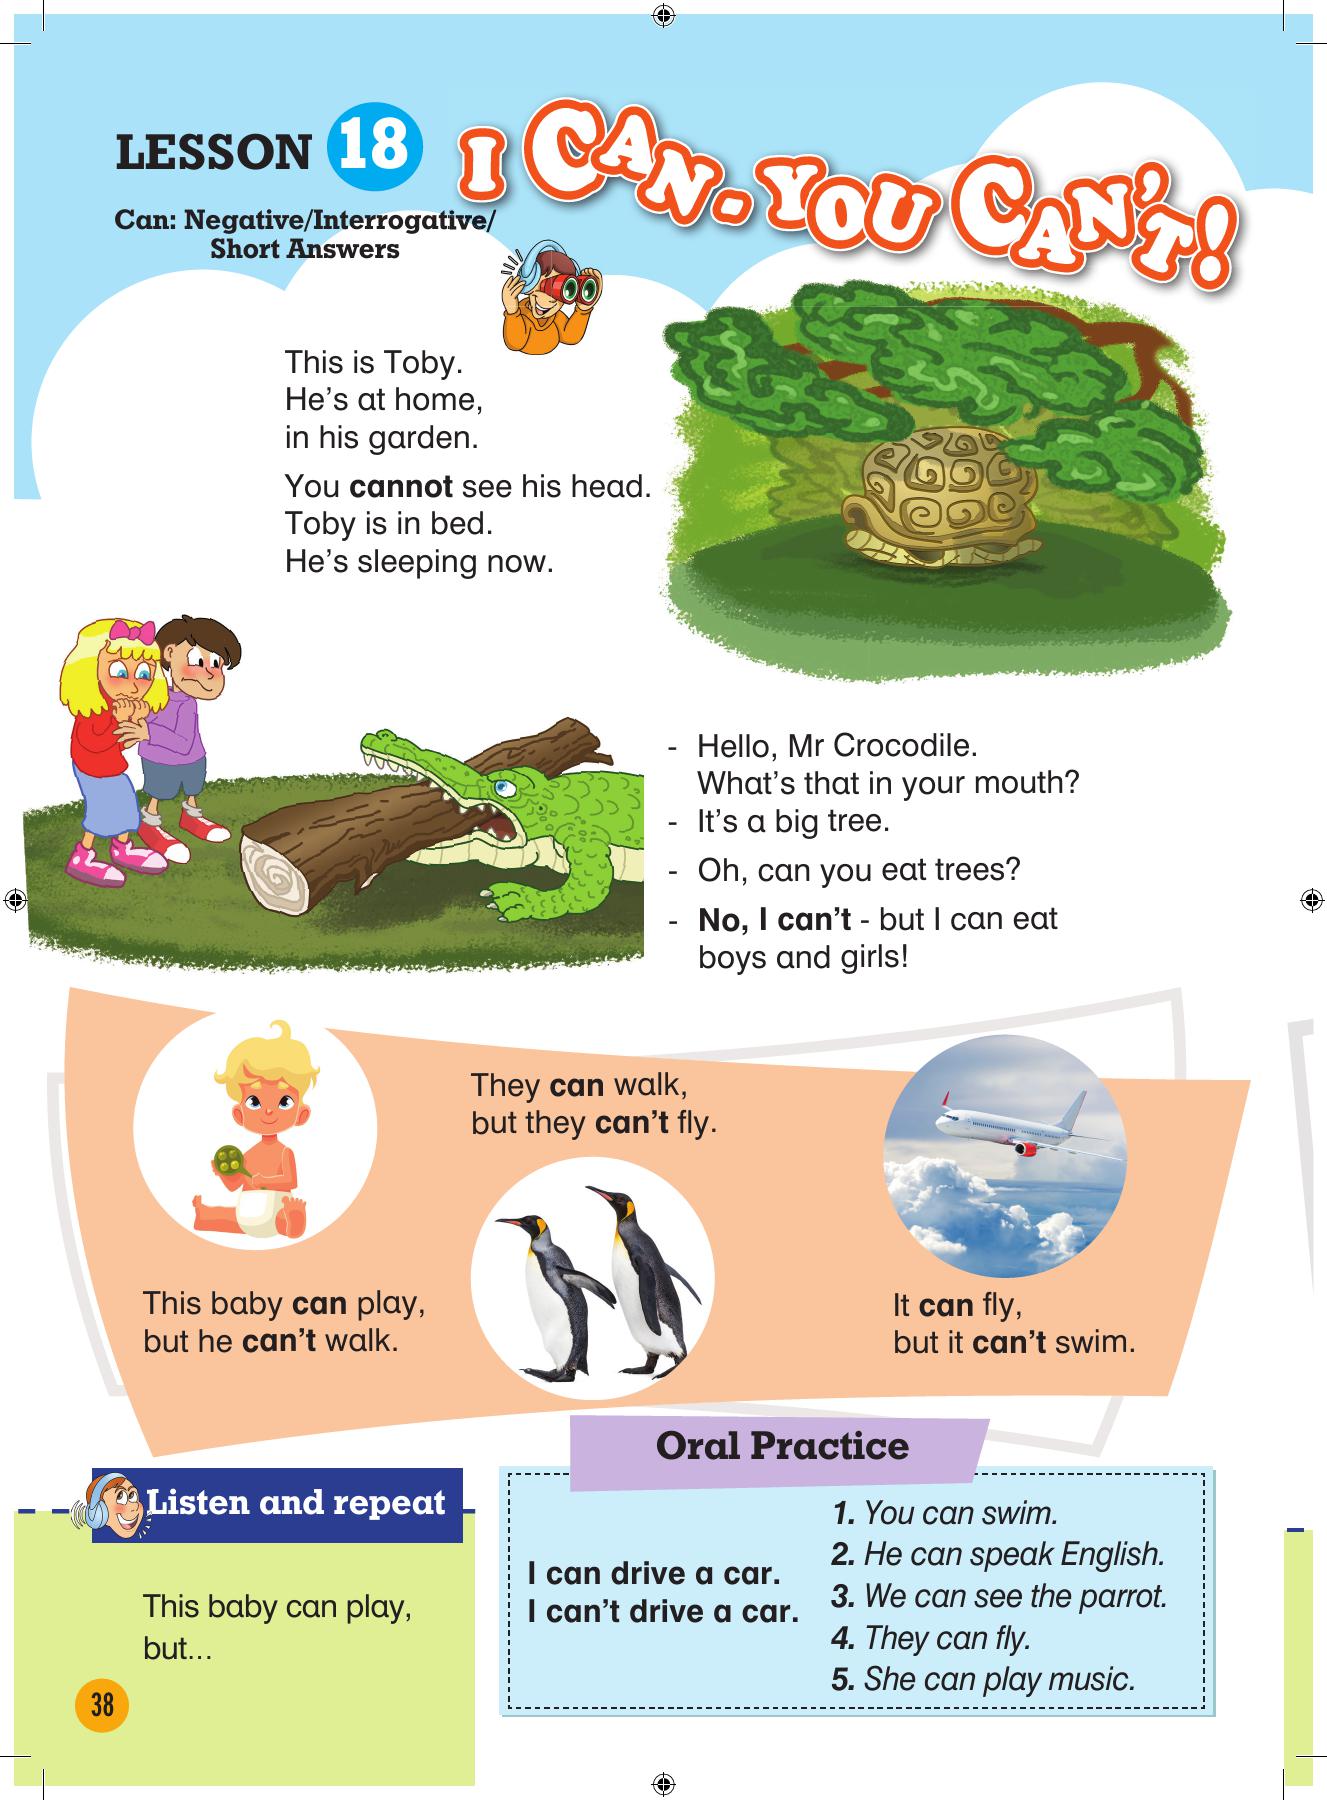 LESSON 18
I CAN - YOU CAN'T!
Can: Negative/Interrogative/
Short Answers
This is Toby.
He's at home,
in his garden.
You cannot see his head.
Toby is in bed.
He's sleeping now.
- Hello, Mr Crocodile.
What's that in your mouth?
- It's a big tree.
- Oh, can you eat trees?
- No, I can't - but I can eat
boys and girls!
They can walk,
but they can't fly.
This baby can play,
but he can't walk.
It can fly,
but it can't swim.
Listen and repeat
This baby can play,
but...
Oral Practice
I can drive a car.
I can't drive a car.
1. You can swim.
2. He can speak English.
3. We can see the parrot.
4. They can fly.
5. She can play music.
38